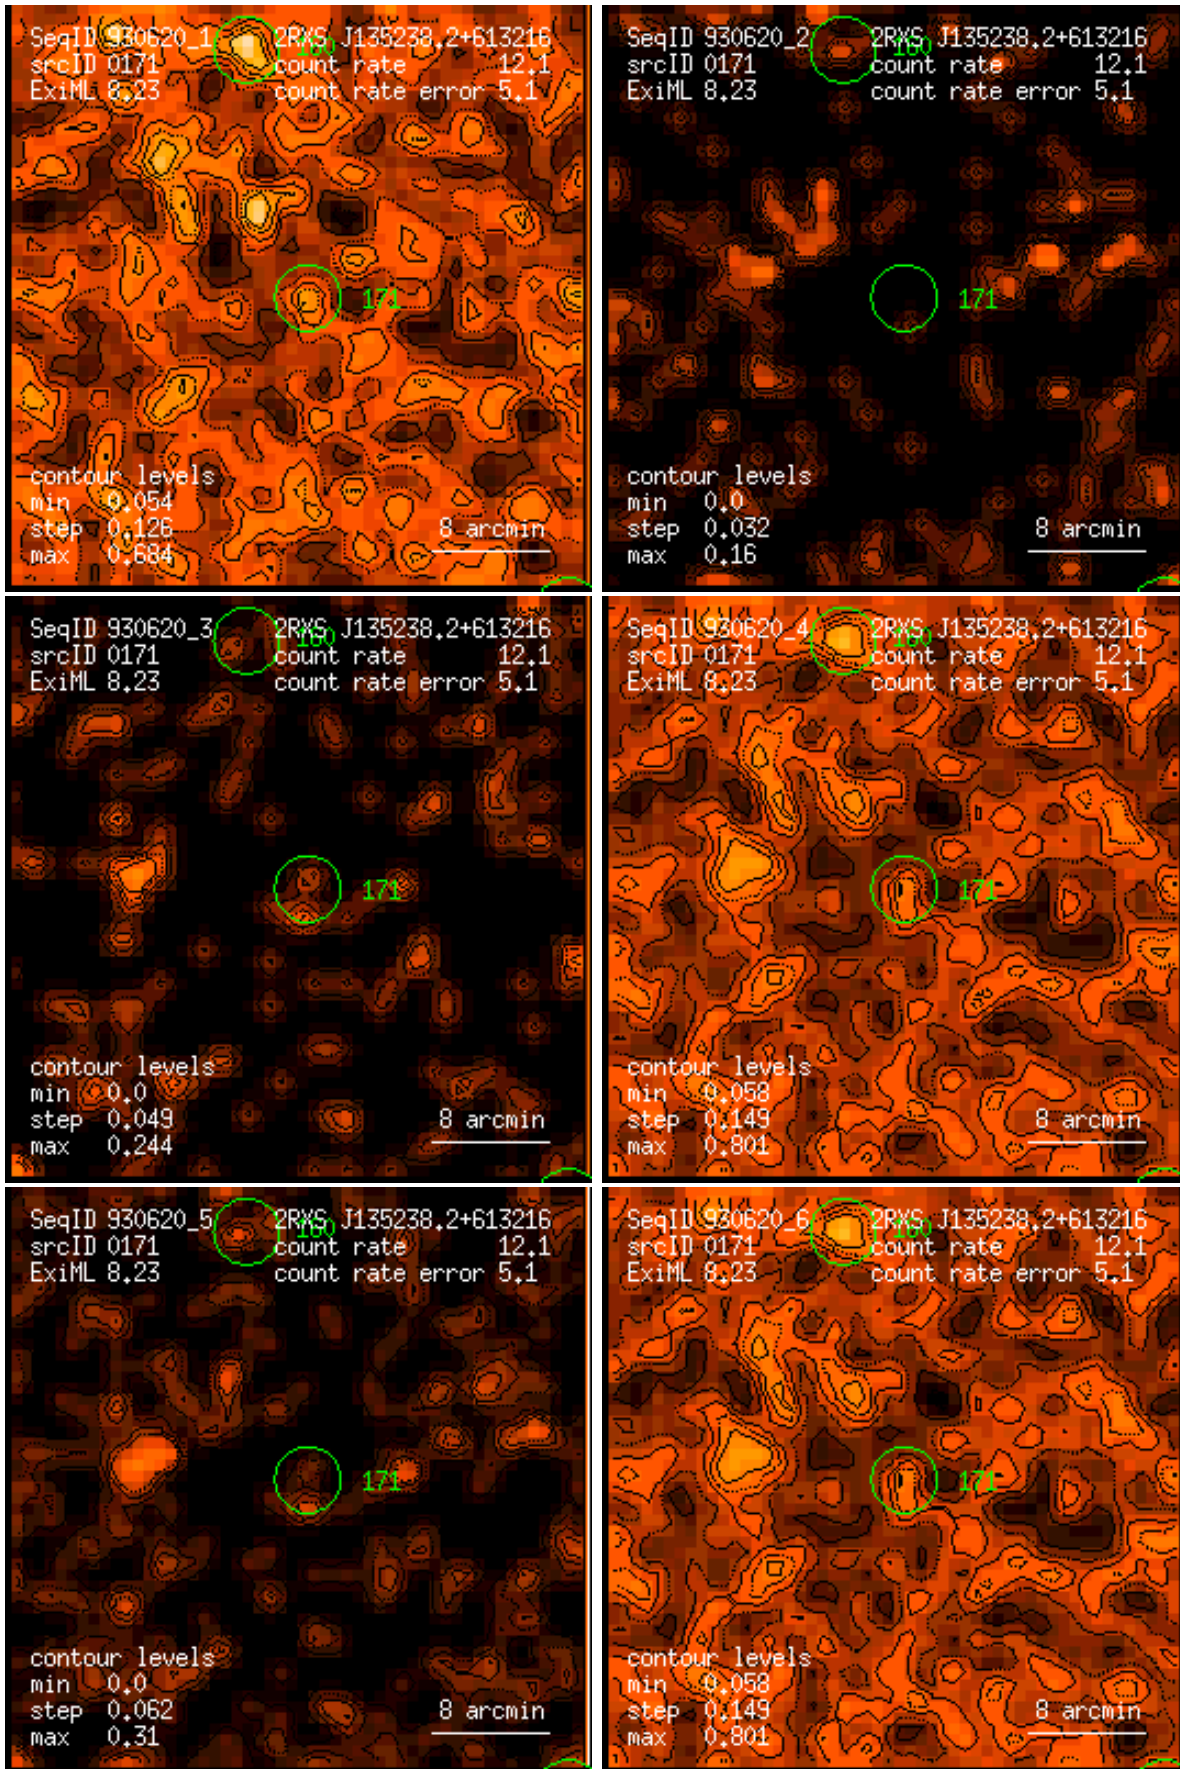 SeqID 930620_1 2RXS J135238.2+613216
160
srcID 0171 count rate 12.1
ExiML 8.23 count rate error 5.1
171
contour levels
min 0.054
step 0.126 8 arcmin
max 0.684
SeqID 930620_2 2RXS J135238.2+613216
160
srcID 0171 count rate 12.1
ExiML 8.23 count rate error 5.1
171
contour levels
min 0.0
step 0.032 8 arcmin
max 0.16
SeqID 930620_3 2RXS J135238.2+613216
160
srcID 0171 count rate 12.1
ExiML 8.23 count rate error 5.1
171
contour levels
min 0.0
step 0.049 8 arcmin
max 0.244
SeqID 930620_4 2RXS J135238.2+613216
160
srcID 0171 count rate 12.1
ExiML 8.23 count rate error 5.1
171
contour levels
min 0.058
step 0.149 8 arcmin
max 0.801
SeqID 930620_5 2RXS J135238.2+613216
160
srcID 0171 count rate 12.1
ExiML 8.23 count rate error 5.1
171
contour levels
min 0.0
step 0.062 8 arcmin
max 0.31
SeqID 930620_6 2RXS J135238.2+613216
160
srcID 0171 count rate 12.1
ExiML 8.23 count rate error 5.1
171
contour levels
min 0.058
step 0.149 8 arcmin
max 0.801